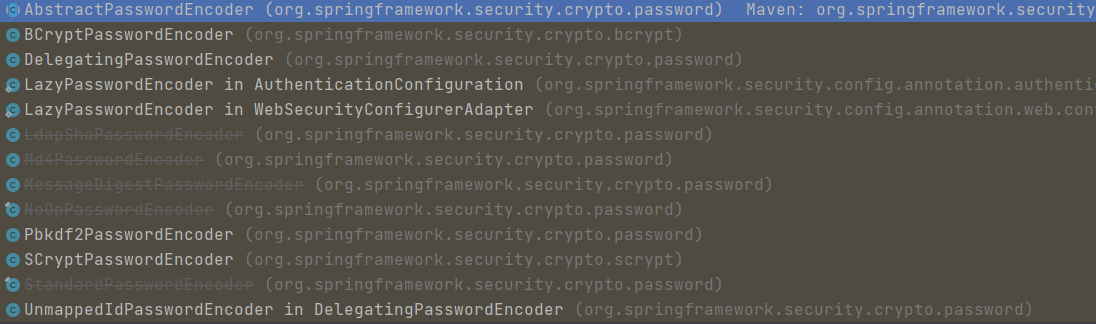 AbstractPasswordEncoder (org.springframework.security.crypto.password) Maven: org.springframework.security
BCryptPasswordEncoder (org.springframework.security.crypto.bcrypt)
DelegatingPasswordEncoder (org.springframework.security.crypto.password)
LazyPasswordEncoder in AuthenticationConfiguration (org.springframework.security.config.annotation.authenti
LazyPasswordEncoder in WebSecurityConfigurerAdapter (org.springframework.security.config.annotation.web.con
LdapShaPasswordEncoder (org.springframework.security.crypto.password)
Md4PasswordEncoder (org.springframework.security.crypto.password)
MessageDigestPasswordEncoder (org.springframework.security.crypto.password)
NoOpPasswordEncoder (org.springframework.security.crypto.password)
Pbkdf2PasswordEncoder (org.springframework.security.crypto.password)
SCryptPasswordEncoder (org.springframework.security.crypto.scrypt)
StandardPasswordEncoder (org.springframework.security.crypto.password)
UnmappedIdPasswordEncoder in DelegatingPasswordEncoder (org.springframework.security.crypto.password)